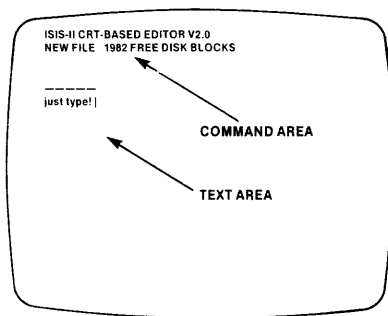 ISIS-II CRT-BASED EDITOR V2.0
NEW FILE 1982 FREE DISK BLOCKS
— — — — —
just type! |
COMMAND AREA
TEXT AREA